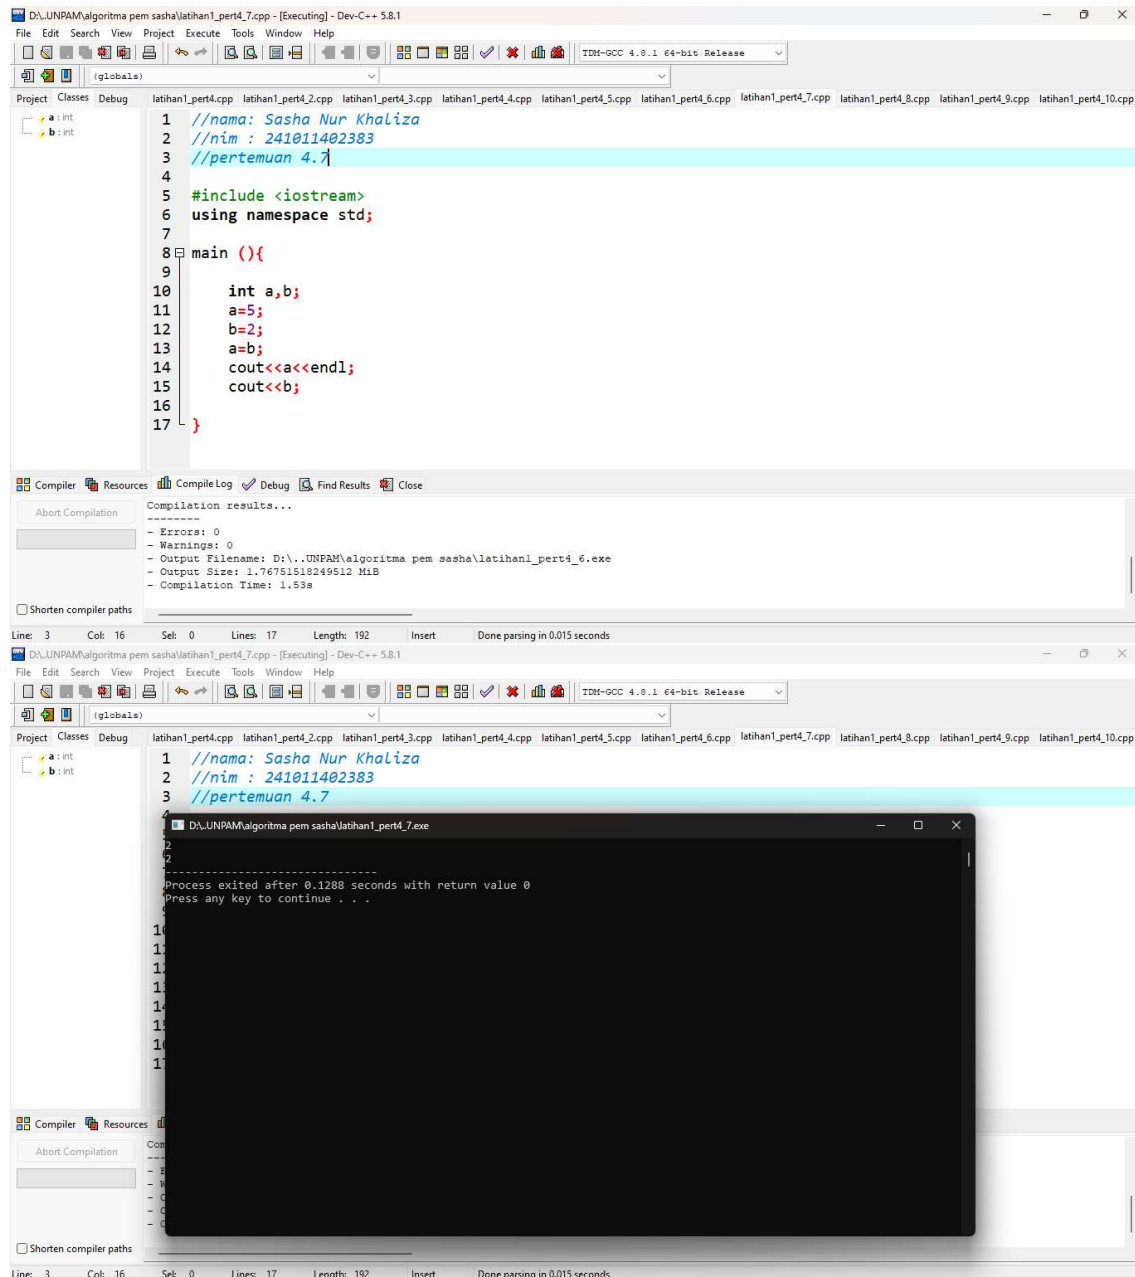 D:\..UNPAM\algoritma pem sasha\latihan1_pert4_7.cpp - [Executing] - Dev-C++ 5.8.1
File Edit Search View Project Execute Tools Window Help
TDM-GCC 4.8.1 64-bit Release
(globals)
Project Classes Debug latihan1_pert4.cpp latihan1_pert4_2.cpp latihan1_pert4_3.cpp latihan1_pert4_4.cpp latihan1_pert4_5.cpp latihan1_pert4_6.cpp latihan1_pert4_7.cpp latihan1_pert4_8.cpp latihan1_pert4_9.cpp latihan1_pert4_10.cpp
a : int
b : int
1 //nama: Sasha Nur Khaliza
2 //nim : 241011402383
3 //pertemuan 4.7
4
5 #include <iostream>
6 using namespace std;
7
8 main (){
9
10 int a,b;
11 a=5;
12 b=2;
13 a=b;
14 cout<<a<<endl;
15 cout<<b;
16
17 }
Compiler Resources Compile Log Debug Find Results Close
Abort Compilation
Compilation results...
--------
- Errors: 0
- Warnings: 0
- Output Filename: D:\..UNPAM\algoritma pem sasha\latihan1_pert4_6.exe
- Output Size: 1.76751518249512 MiB
- Compilation Time: 1.53s
Shorten compiler paths
Line: 3 Col: 16 Sel: 0 Lines: 17 Length: 192 Insert Done parsing in 0.015 seconds
D:\..UNPAM\algoritma pem sasha\latihan1_pert4_7.cpp - [Executing] - Dev-C++ 5.8.1
File Edit Search View Project Execute Tools Window Help
TDM-GCC 4.8.1 64-bit Release
(globals)
Project Classes Debug latihan1_pert4.cpp latihan1_pert4_2.cpp latihan1_pert4_3.cpp latihan1_pert4_4.cpp latihan1_pert4_5.cpp latihan1_pert4_6.cpp latihan1_pert4_7.cpp latihan1_pert4_8.cpp latihan1_pert4_9.cpp latihan1_pert4_10.cpp
a : int
b : int
1 //nama: Sasha Nur Khaliza
2 //nim : 241011402383
3 //pertemuan 4.7
D:\..UNPAM\algoritma pem sasha\latihan1_pert4_7.exe
2
2
--------------------------------
Process exited after 0.1288 seconds with return value 0
Press any key to continue . . .
Compiler Resources
Abort Compilation
Shorten compiler paths
Line: 3 Col: 16 Sel: 0 Lines: 17 Length: 192 Insert Done parsing in 0.015 seconds